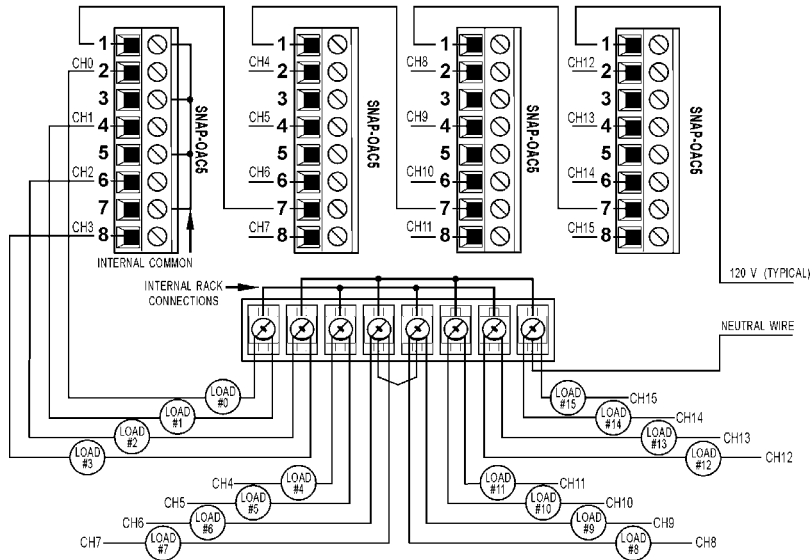 1
CH0
2
3
CH1
4
5
CH2
6
7
CH3
8
SNAP-OAC5
INTERNAL COMMON
1
CH4
2
3
CH5
4
5
CH6
6
7
CH7
8
SNAP-OAC5
1
CH8
2
3
CH9
4
5
CH10
6
7
CH11
8
SNAP-OAC5
1
CH12
2
3
CH13
4
5
CH14
6
7
CH15
8
SNAP-OAC5
120 V (TYPICAL)
INTERNAL RACK
CONNECTIONS
NEUTRAL WIRE
LOAD
#0
LOAD
#1
LOAD
#2
LOAD
#3
CH4
LOAD
#4
CH5
LOAD
#5
CH6
LOAD
#6
CH7
LOAD
#7
LOAD
#15
CH15
LOAD
#14
CH14
LOAD
#13
CH13
LOAD
#12
CH12
LOAD
#11
CH11
LOAD
#10
CH10
LOAD
#9
CH9
LOAD
#8
CH8